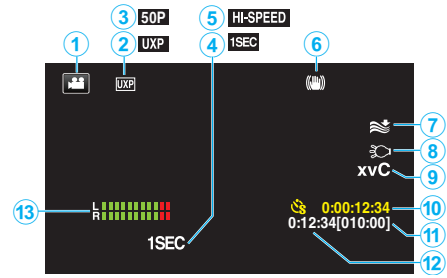 3 50P 5 HI-SPEED
2 UXP 4 1SEC
1 6
UXP
7
8
xvC 9
13 L
R
0:00:12:34 10
0:12:34[010:00] 11
1SEC
12